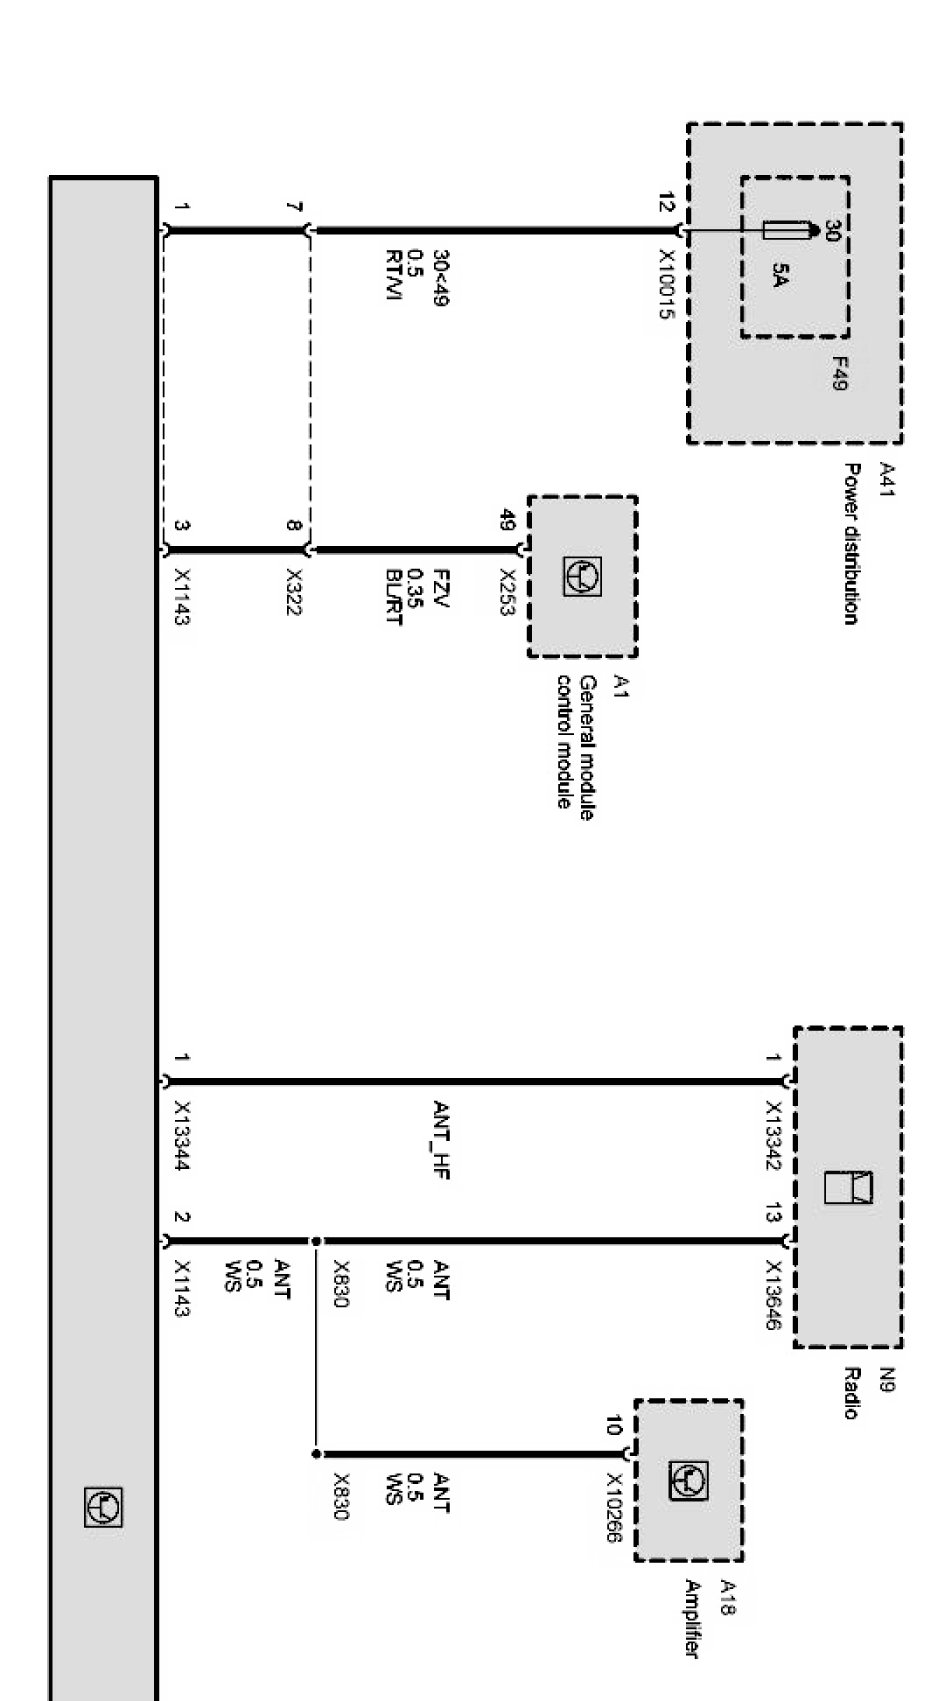 30
5A
F49
A41
Power distribution
12
X10015
30<49
0.5
RT/VI
7
1
A1
General module
control module
49
X253
FZV
0.35
BL/RT
8
X322
3
X1143
N9
Radio
1
X13342
ANT_HF
1
X13344
13
X13646
ANT
0.5
WS
X830
ANT
0.5
WS
2
X1143
A18
Amplifier
10
X10266
ANT
0.5
WS
X830